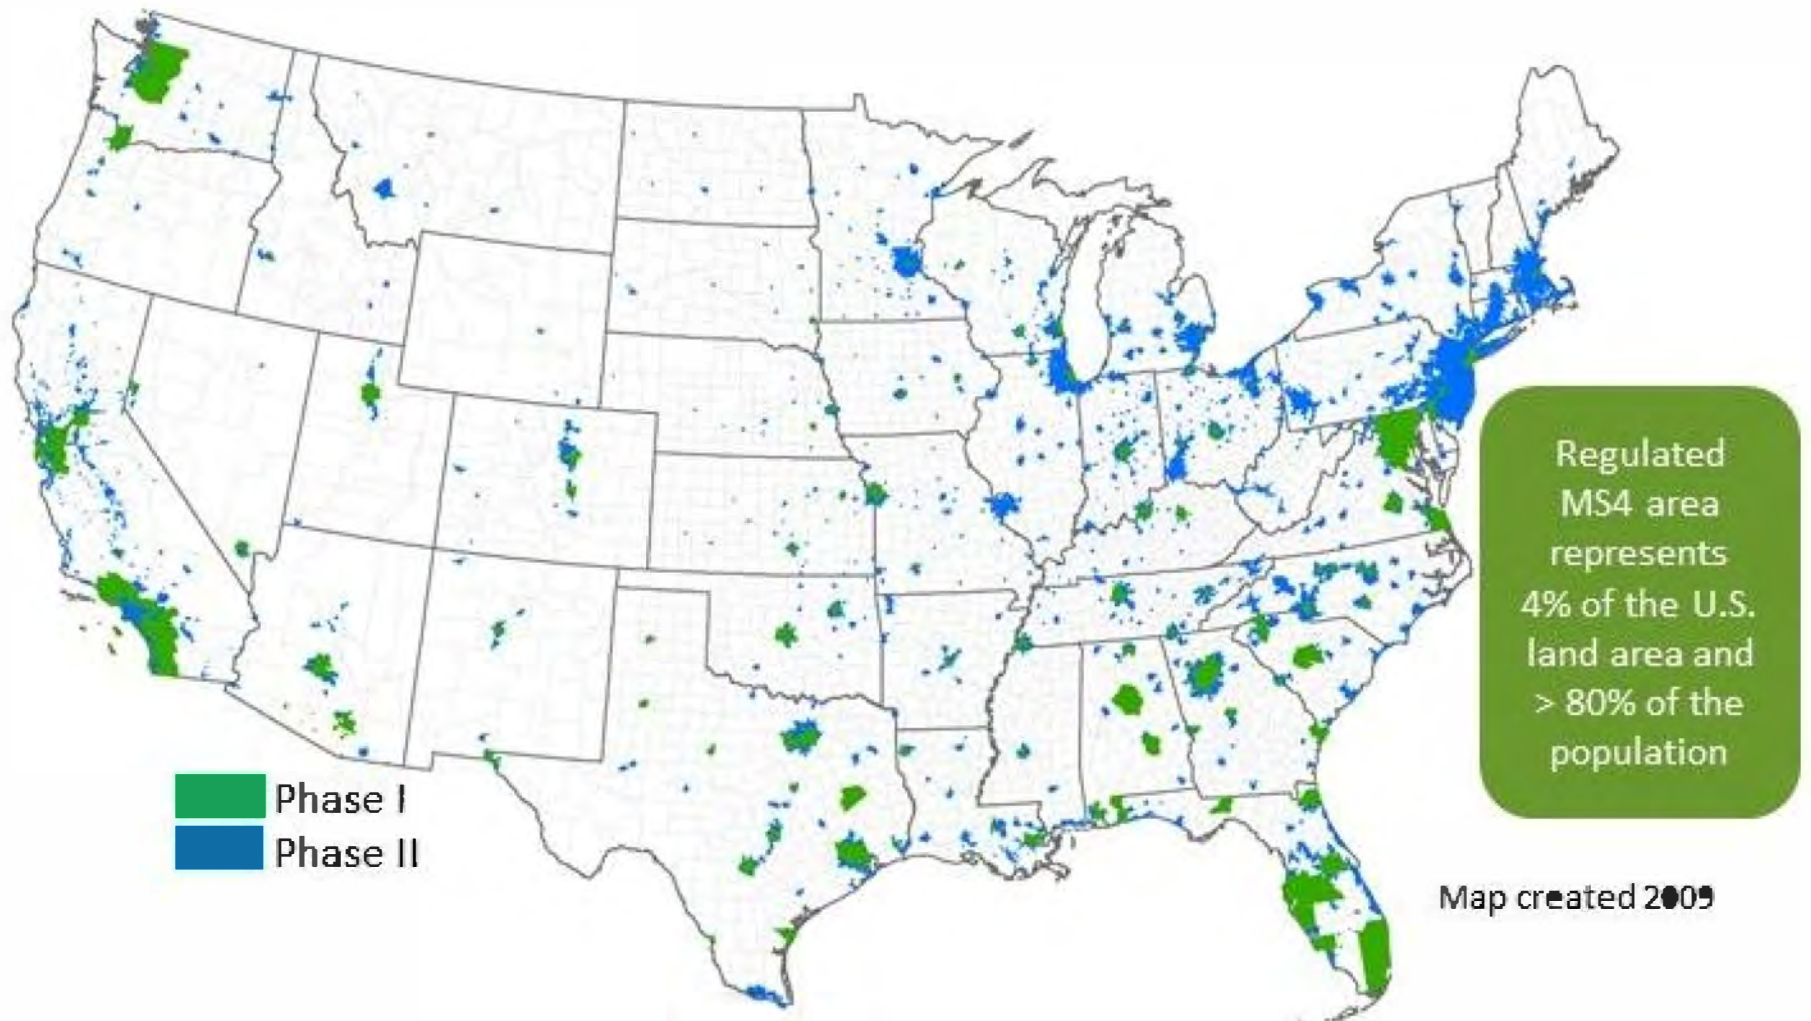 Regulated
MS4 area
represents
4% of the U.S.
land area and
> 80% of the
population
Phase I
Phase II
Map created 2009